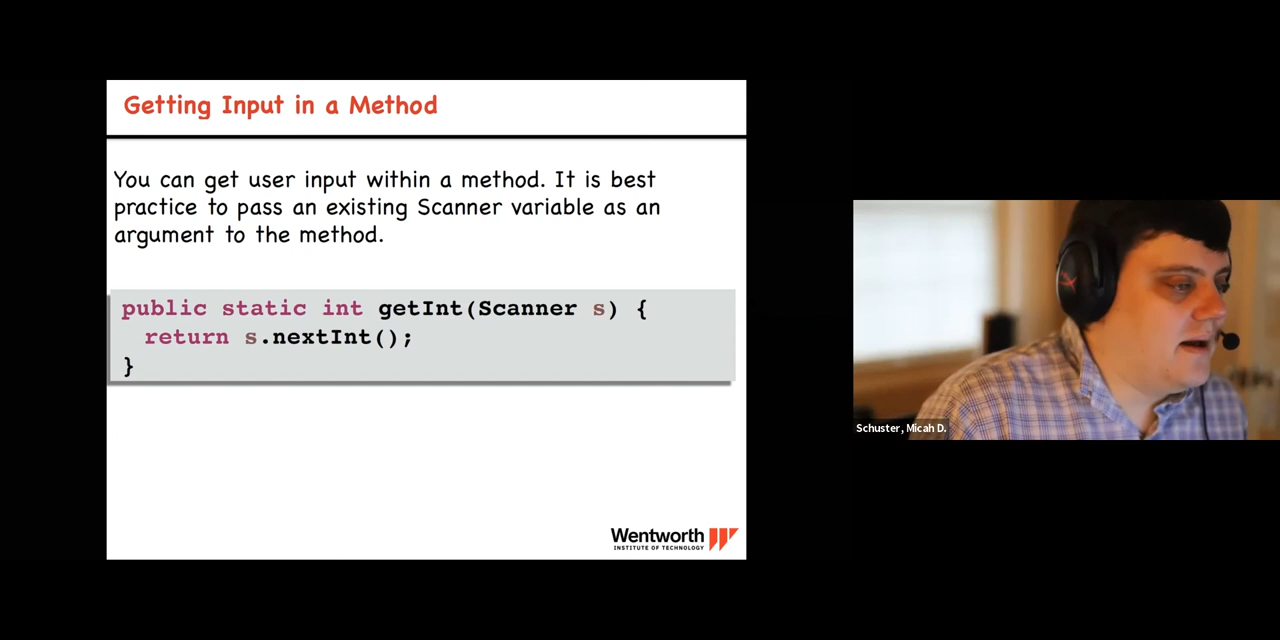 Getting Input in a Method
You can get user input within a method. It is best
practice to pass an existing Scanner variable as an
argument to the method.
public static int getInt(Scanner s) {
return s.nextInt();
}
Schuster, Micah D.
Wentworth
INSTITUTE OF TECHNOLOGY